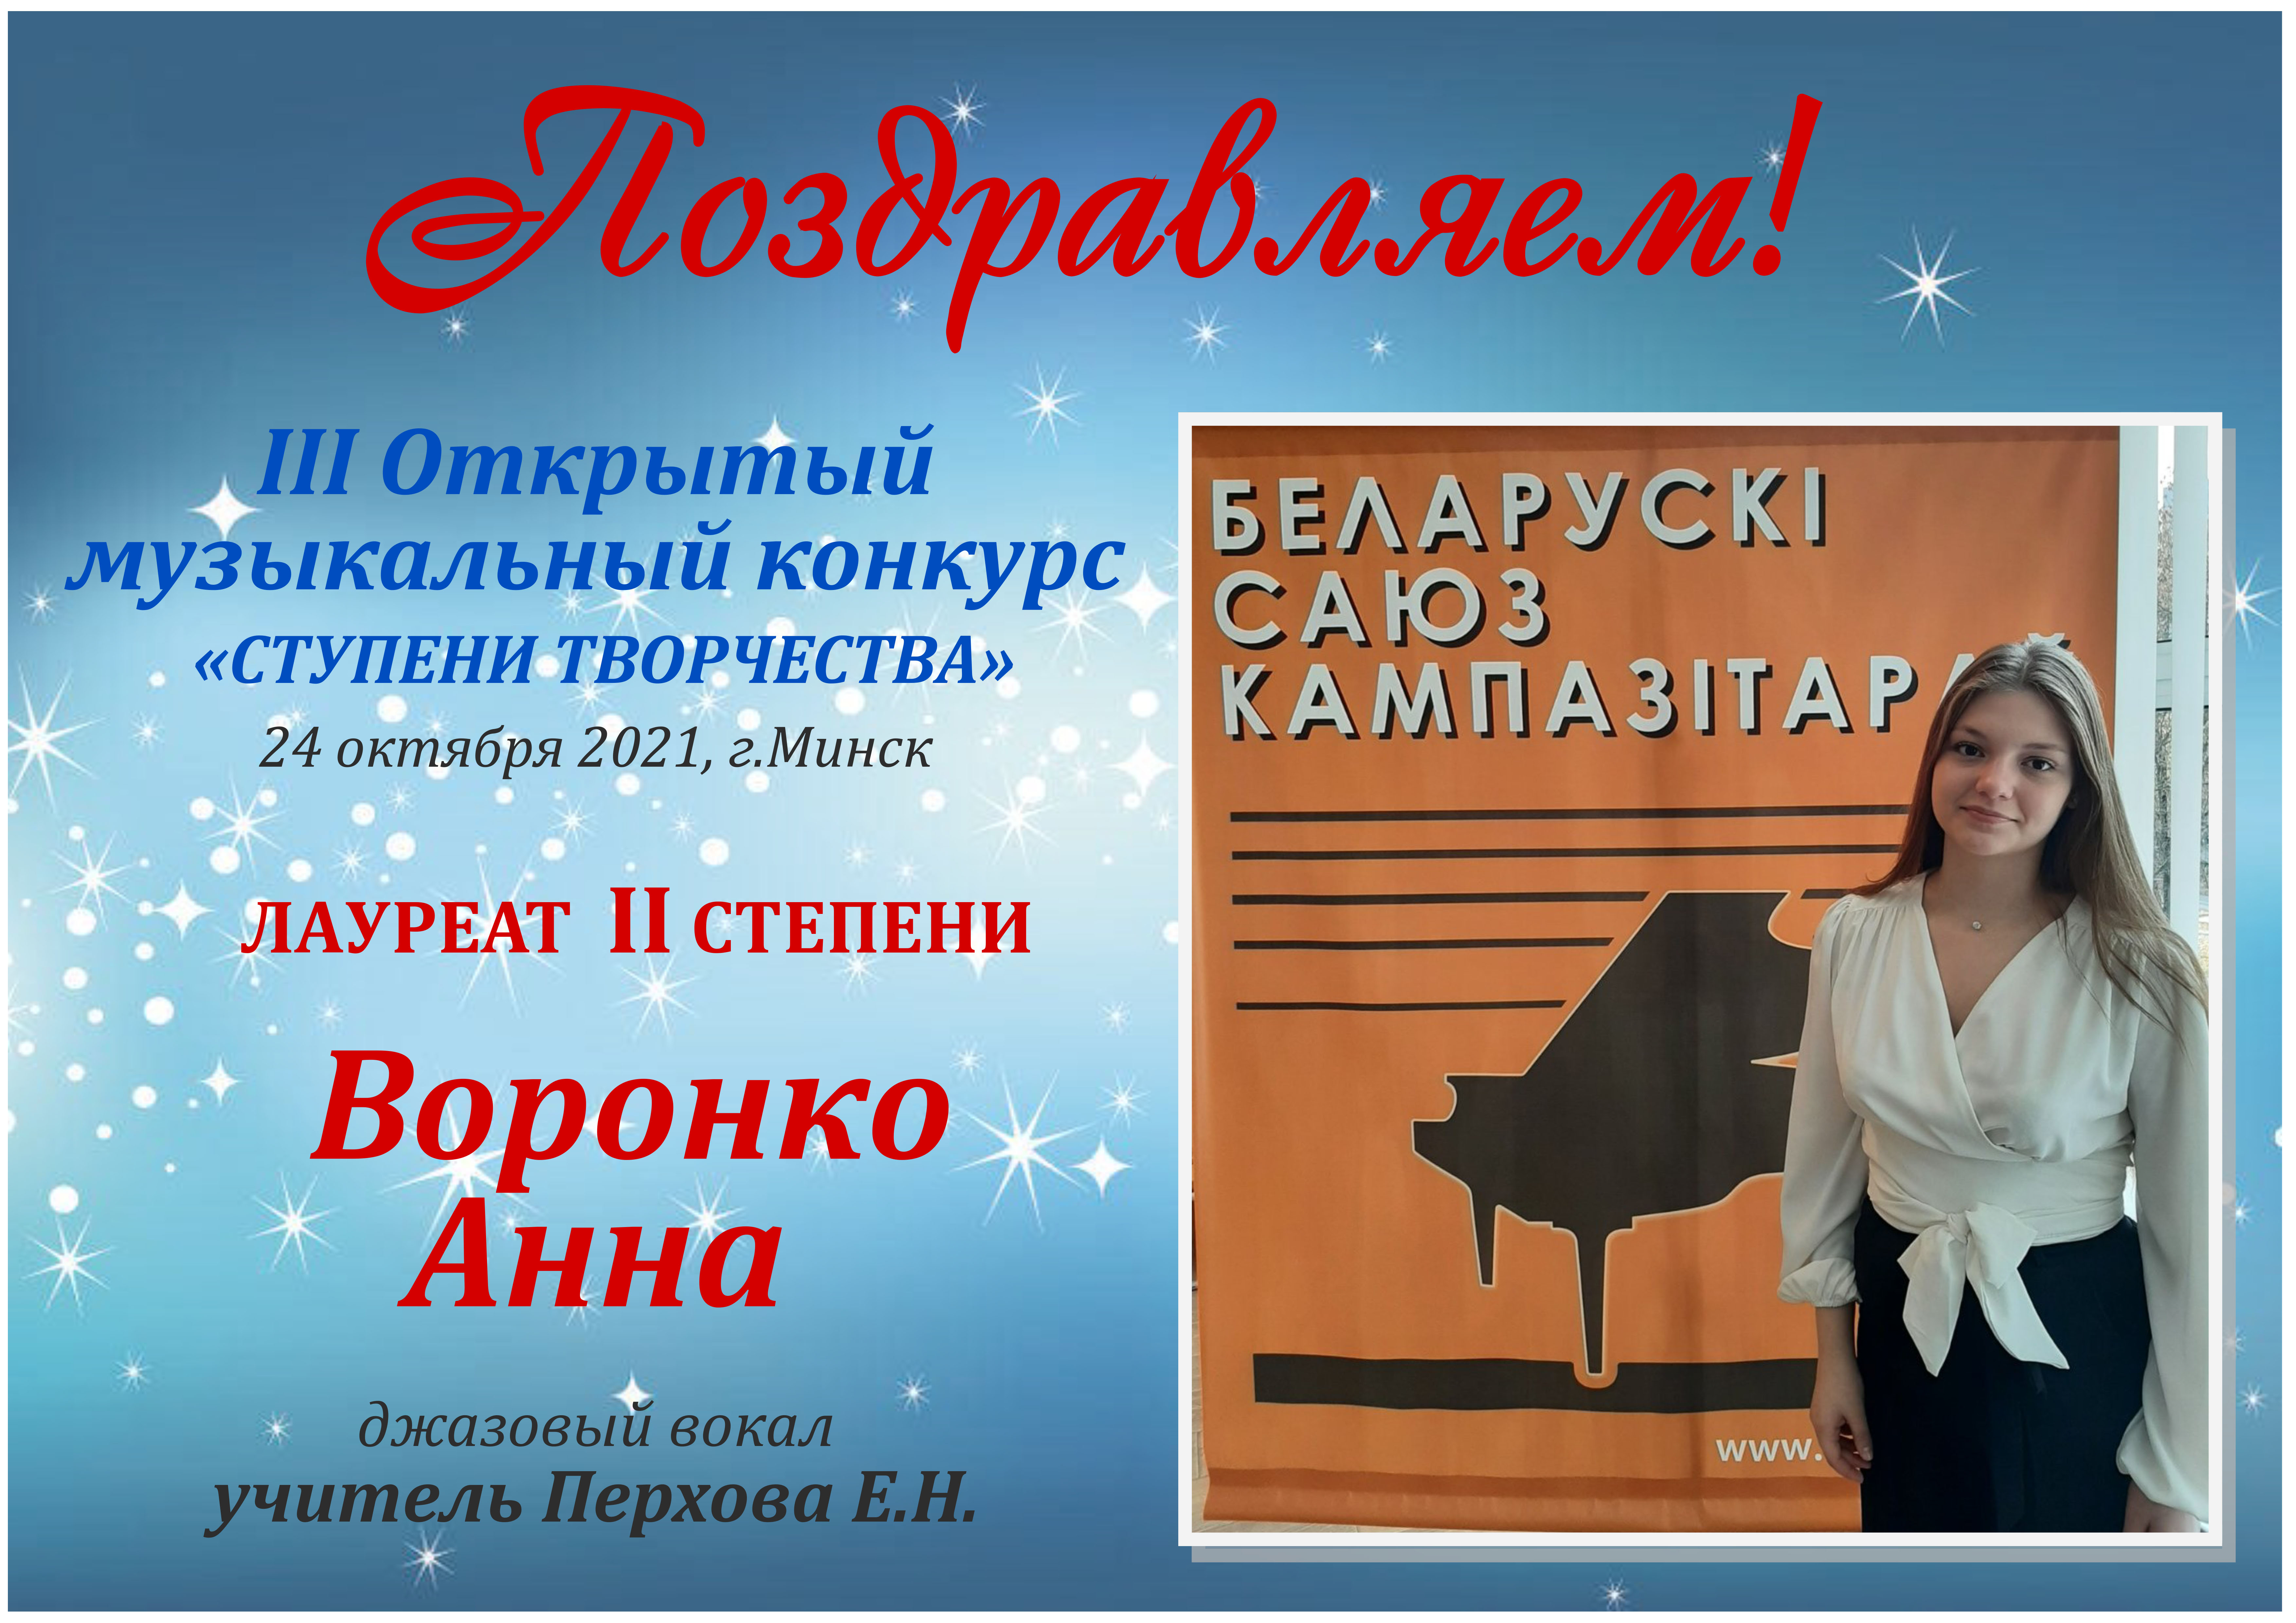 Поздравляем!
III Открытый
музыкальный конкурс
«СТУПЕНИ ТВОРЧЕСТВА»
24 октября 2021, г.Минск
ЛАУРЕАТ II СТЕПЕНИ
Воронко
Анна
джазовый вокал
учитель Перхова Е.Н.
БЕЛАРУСКІ
САЮЗ
КАМПАЗІТАРАЎ
www.